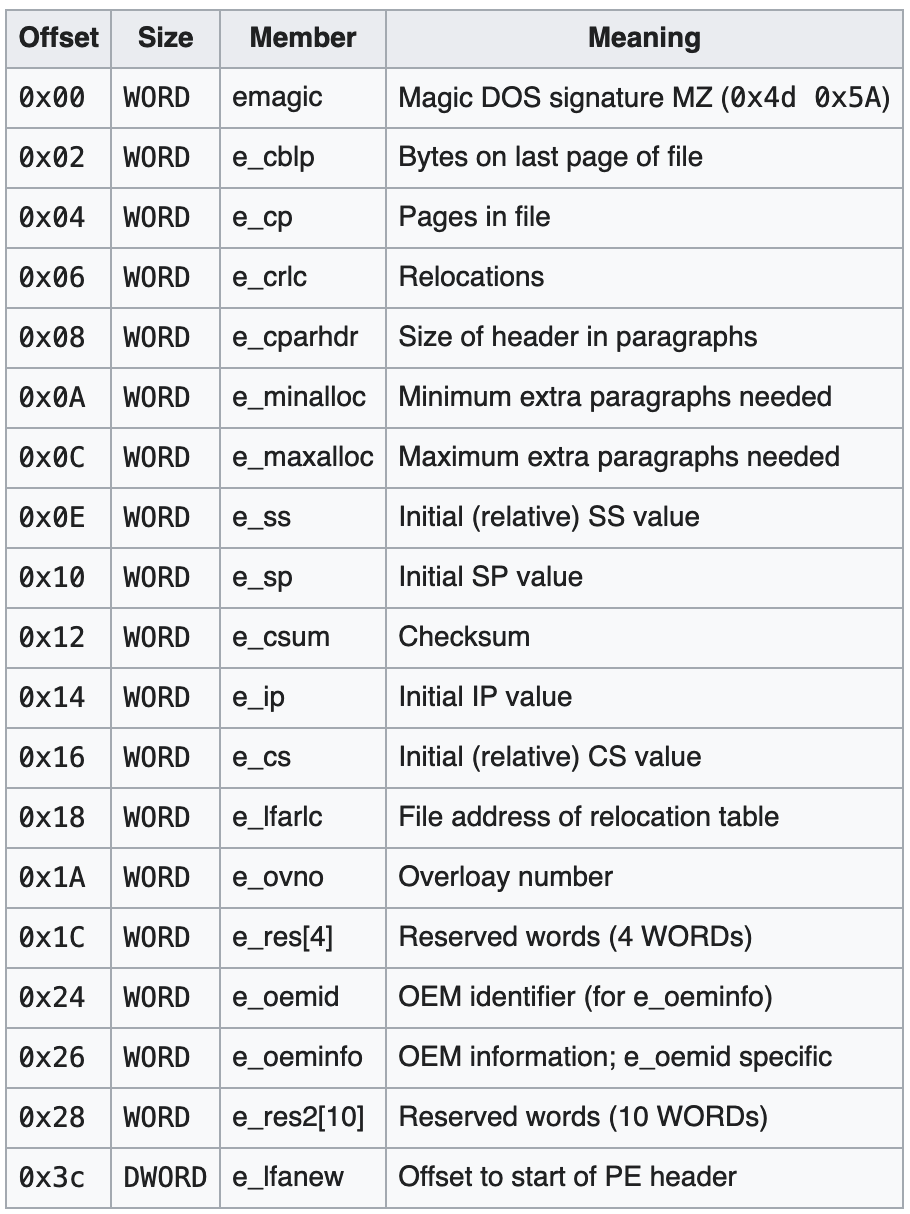 Offset Size Member Meaning
0x00 WORD emagic Magic DOS signature MZ (0x4d 0x5A)
0x02 WORD e_cblp Bytes on last page of file
0x04 WORD e_cp Pages in file
0x06 WORD e_crlc Relocations
0x08 WORD e_cparhdr Size of header in paragraphs
0x0A WORD e_minalloc Minimum extra paragraphs needed
0x0C WORD e_maxalloc Maximum extra paragraphs needed
0x0E WORD e_ss Initial (relative) SS value
0x10 WORD e_sp Initial SP value
0x12 WORD e_csum Checksum
0x14 WORD e_ip Initial IP value
0x16 WORD e_cs Initial (relative) CS value
0x18 WORD e_lfarlc File address of relocation table
0x1A WORD e_ovno Overloay number
0x1C WORD e_res[4] Reserved words (4 WORDs)
0x24 WORD e_oemid OEM identifier (for e_oeminfo)
0x26 WORD e_oeminfo OEM information; e_oemid specific
0x28 WORD e_res2[10] Reserved words (10 WORDs)
0x3c DWORD e_lfanew Offset to start of PE header